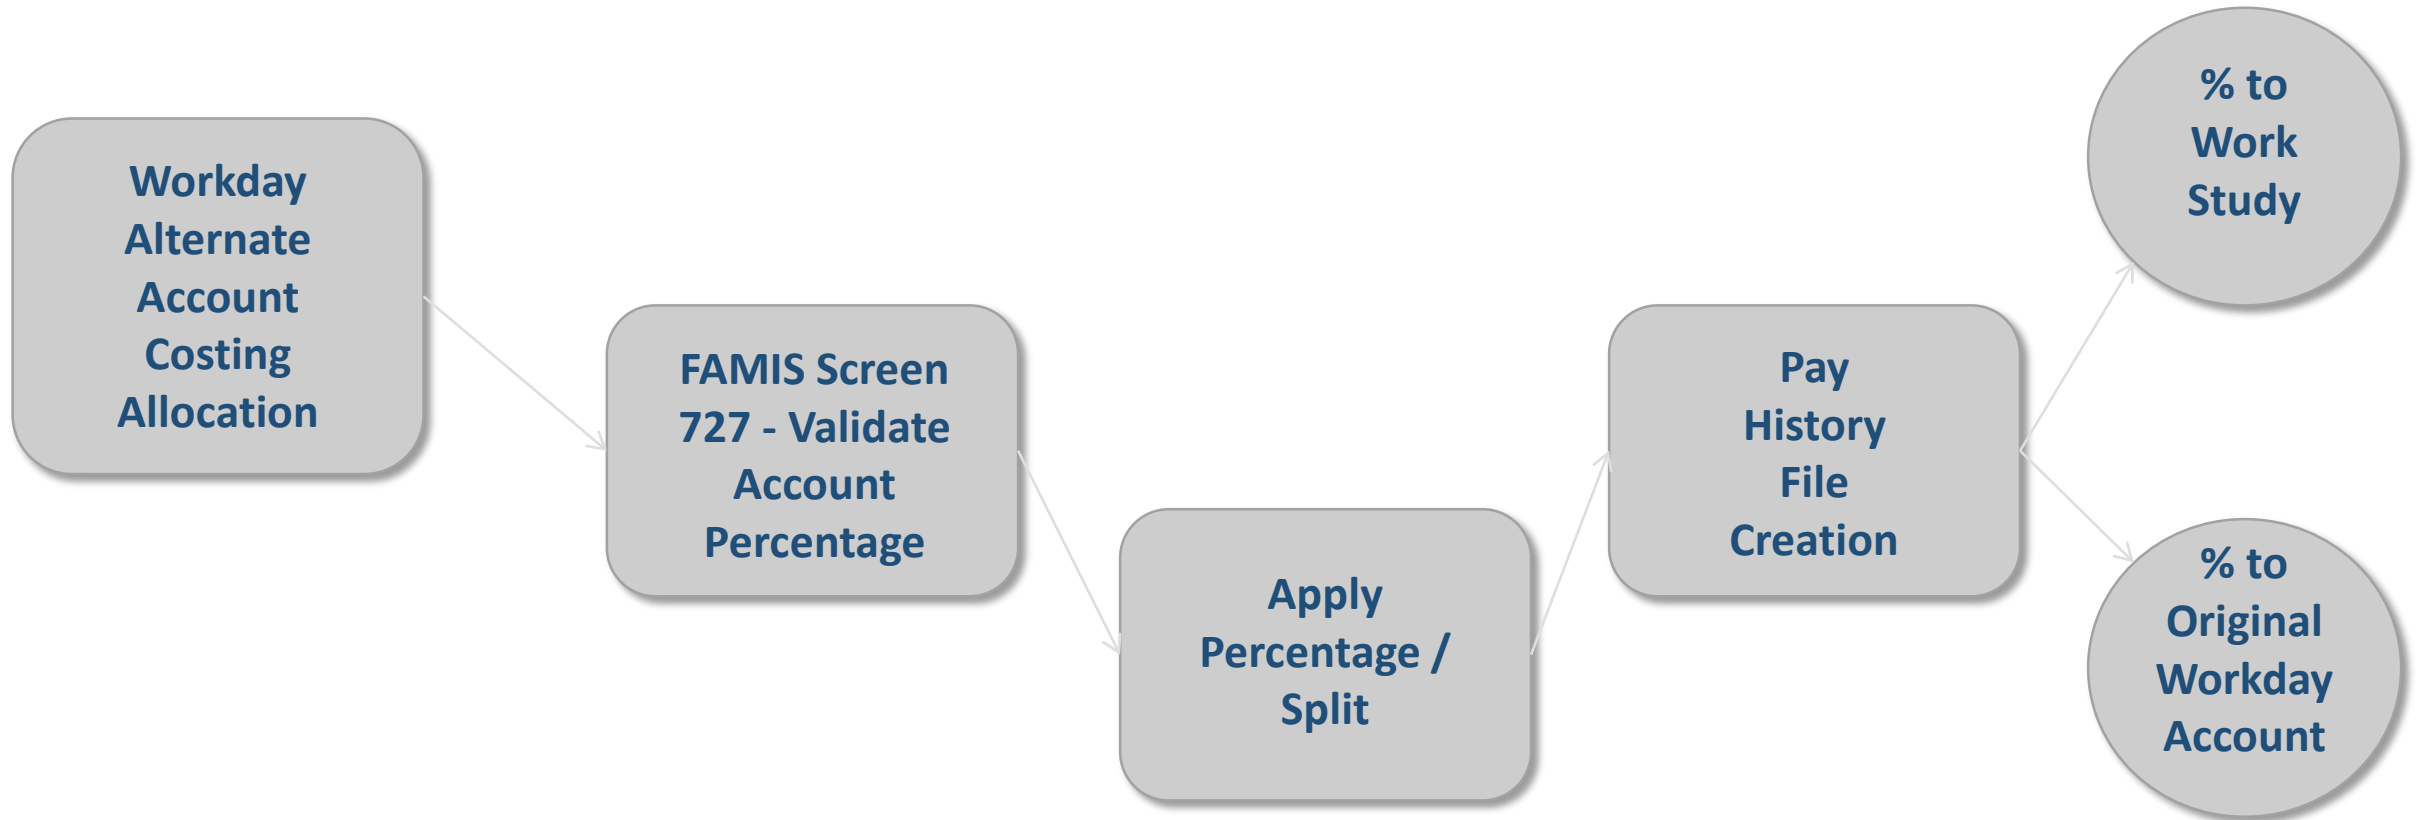 Workday
Alternate
Account
Costing
Allocation
FAMIS Screen
727 - Validate
Account
Percentage
Apply
Percentage /
Split
Pay
History
File
Creation
% to
Work
Study
% to
Original
Workday
Account